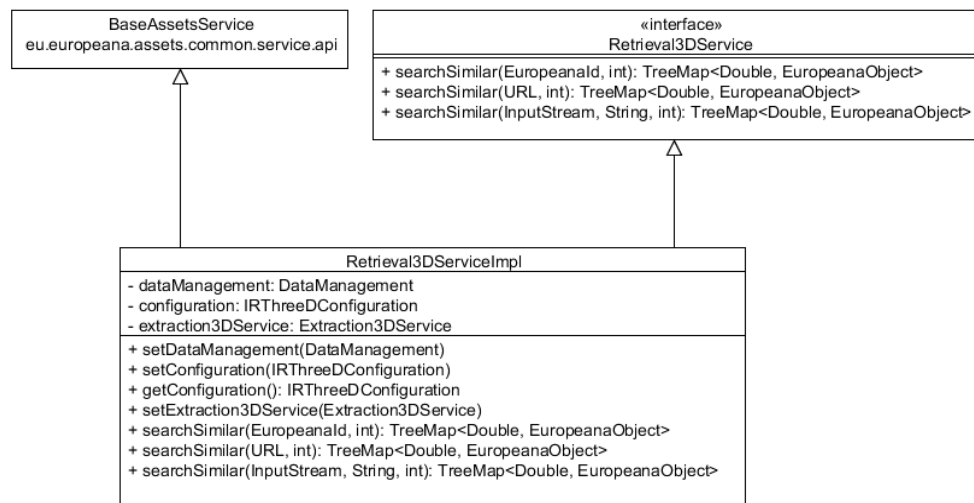 BaseAssetsService
eu.europeana.assets.common.service.api
«interface»
Retrieval3DService
+ searchSimilar(EuropeanaId, int): TreeMap<Double, EuropeanaObject>
+ searchSimilar(URL, int): TreeMap<Double, EuropeanaObject>
+ searchSimilar(InputStream, String, int): TreeMap<Double, EuropeanaObject>
Retrieval3DServiceImpl
- dataManagement: DataManagement
- configuration: IRThreeDConfiguration
- extraction3DService: Extraction3DService
+ setDataManagement(DataManagement)
+ setConfiguration(IRThreeDConfiguration)
+ getConfiguration(): IRThreeDConfiguration
+ setExtraction3DService(Extraction3DService)
+ searchSimilar(EuropeanaId, int): TreeMap<Double, EuropeanaObject>
+ searchSimilar(URL, int): TreeMap<Double, EuropeanaObject>
+ searchSimilar(InputStream, String, int): TreeMap<Double, EuropeanaObject>